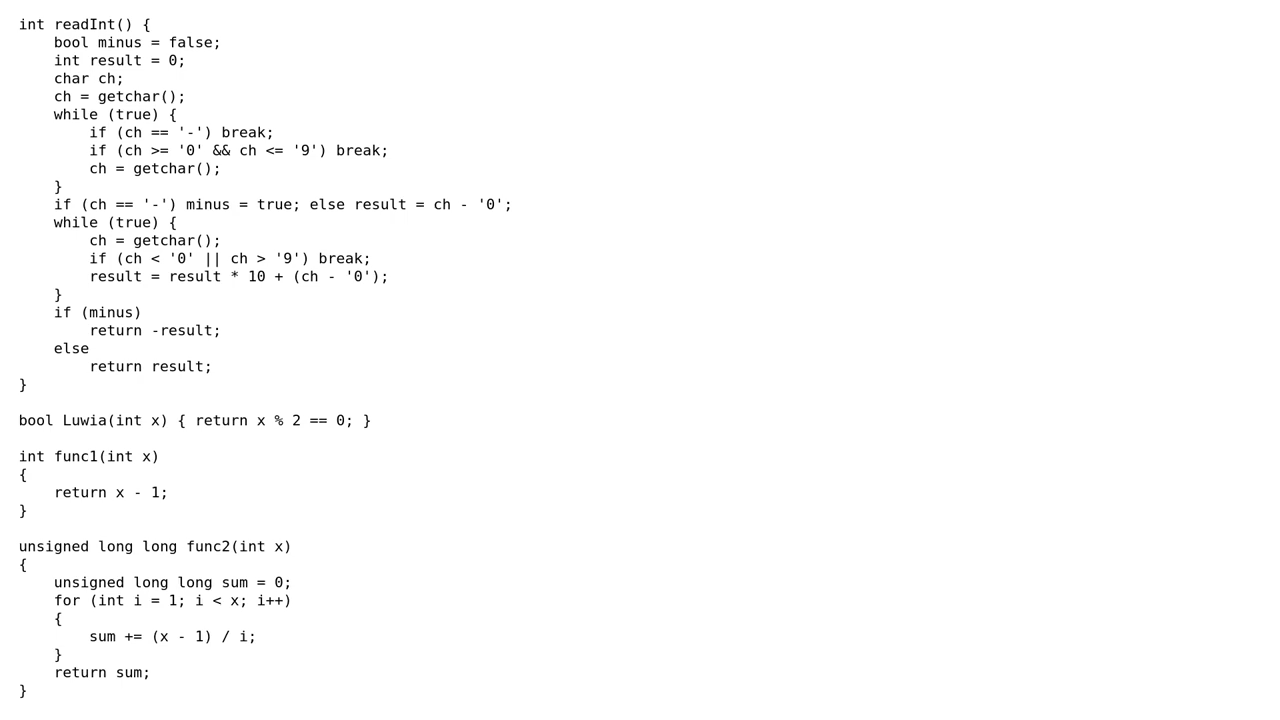 int readInt() {
    bool minus = false;
    int result = 0;
    char ch;
    ch = getchar();
    while (true) {
        if (ch == '-') break;
        if (ch >= '0' && ch <= '9') break;
        ch = getchar();
    }
    if (ch == '-') minus = true; else result = ch - '0';
    while (true) {
        ch = getchar();
        if (ch < '0' || ch > '9') break;
        result = result * 10 + (ch - '0');
    }
    if (minus)
        return -result;
    else
        return result;
}

bool Luwia(int x) { return x % 2 == 0; }

int func1(int x)
{
    return x - 1;
}

unsigned long long func2(int x)
{
    unsigned long long sum = 0;
    for (int i = 1; i < x; i++)
    {
        sum += (x - 1) / i;
    }
    return sum;
}